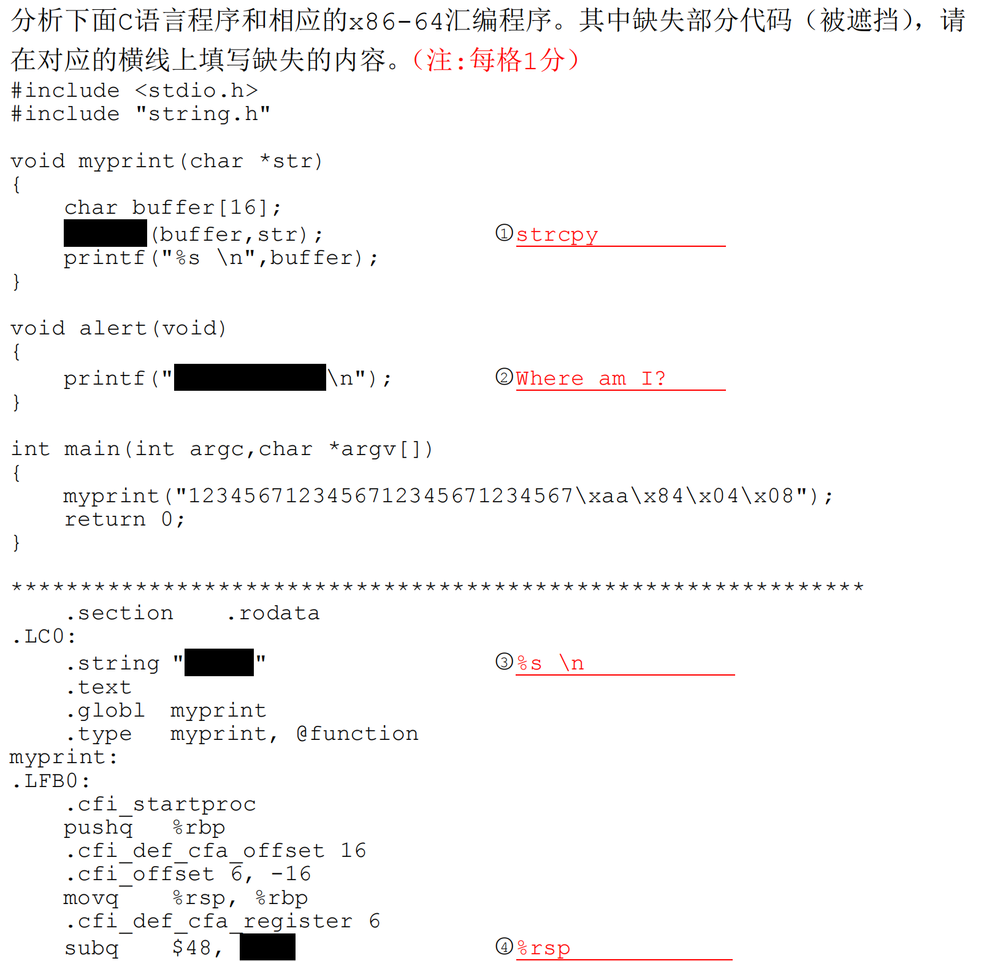 分析下面C语言程序和相应的x86-64汇编程序。其中缺失部分代码（被遮挡），请
在对应的横线上填写缺失的内容。（注:每格1分）
#include <stdio.h>
#include "string.h"
void myprint(char *str)
{
char buffer[16];
(buffer,str); ①strcpy
printf("%s \n",buffer);
}
void alert(void)
{
printf(" \n"); ②Where am I?
}
int main(int argc,char *argv[])
{
myprint("1234567123456712345671234567\xaa\x84\x04\x08");
return 0;
}
**************************************************************
.section .rodata
.LC0:
.string " " ③%s \n
.text
.globl myprint
.type myprint, @function
myprint:
.LFB0:
.cfi_startproc
pushq %rbp
.cfi_def_cfa_offset 16
.cfi_offset 6, -16
movq %rsp, %rbp
.cfi_def_cfa_register 6
subq $48, ④%rsp